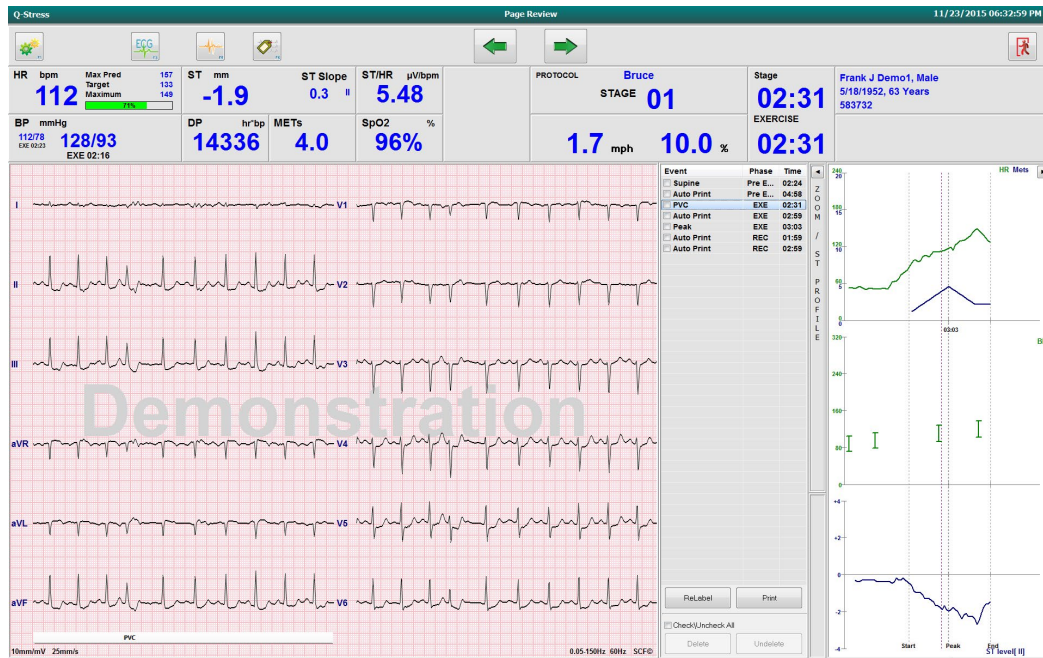 Q-Stress Page Review 11/23/2015 06:32:59 PM
ECG
HR bpm Max Pred 157 ST mm ST Slope ST/HR µV/bpm PROTOCOL Bruce Stage Frank J Demo1, Male
Target 133
112 Maximum 149 -1.9 0.3 II 5.48 STAGE 01 02:31 5/18/1952, 63 Years
71% 583732
BP mmHg DP hr*bp METs SpO2 % EXERCISE
112/78 128/93 14336 4.0 96% 1.7 mph 10.0 % 02:31
EXE 02:23
EXE 02:16
Event Phase Time
Supine Pre E... 02:24
Auto Print Pre E... 04:58
PVC EXE 02:31
Auto Print EXE 02:59
Peak EXE 03:03
Auto Print REC 01:59
Auto Print REC 02:59
I V1
II V2
III V3
aVR V4
aVL V5
aVF V6
Demonstration
PVC
10mm/mV 25mm/s 0.05-150Hz 60Hz SCF©
ReLabel Print
Check\Uncheck All
Delete Undelete
ZOOM / ST PROFILE
HR Mets
240
20
180
15
120
10
60
5
0
0
03:03
320
240
160
80
0
+4
+2
0
-2
-4
Start Peak End
ST level[ II]